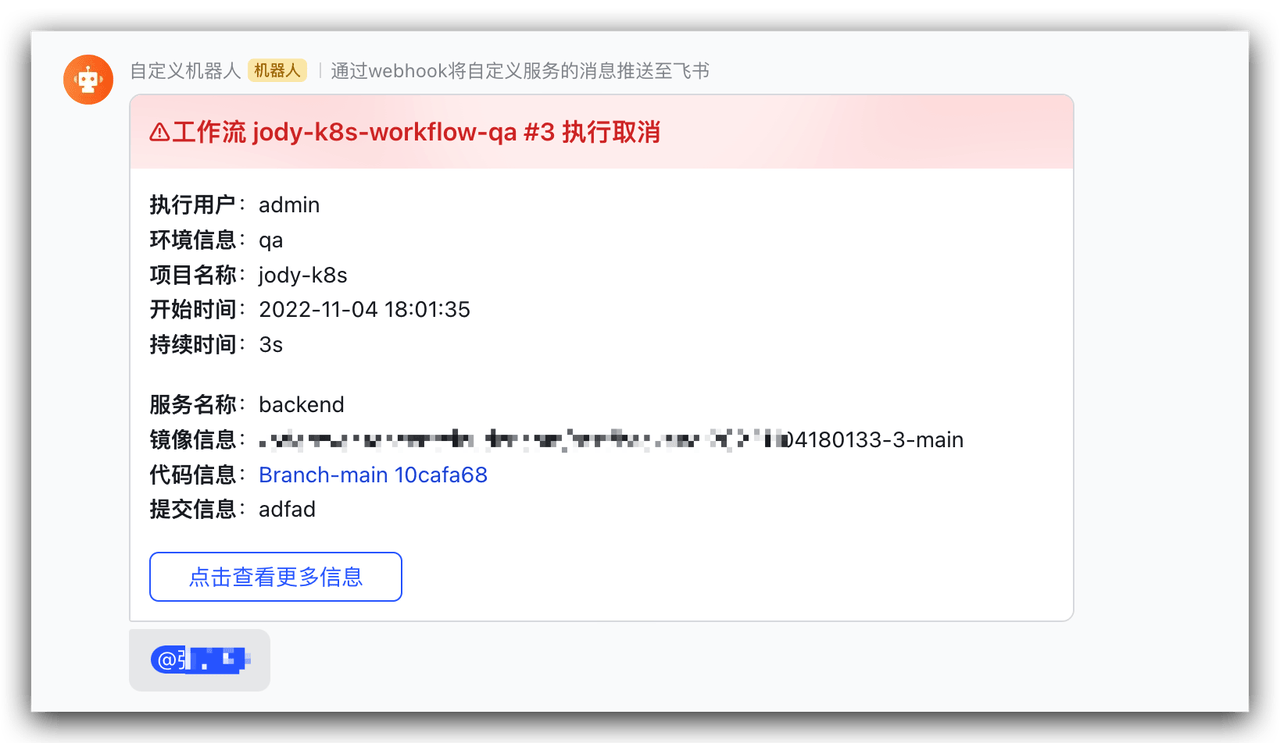 自定义机器人 机器人 | 通过webhook将自定义服务的消息推送至飞书
⚠工作流 jody-k8s-workflow-qa #3 执行取消
执行用户：admin
环境信息：qa
项目名称：jody-k8s
开始时间：2022-11-04 18:01:35
持续时间：3s
服务名称：backend
镜像信息：04180133-3-main
代码信息：Branch-main 10cafa68
提交信息：adfad
点击查看更多信息